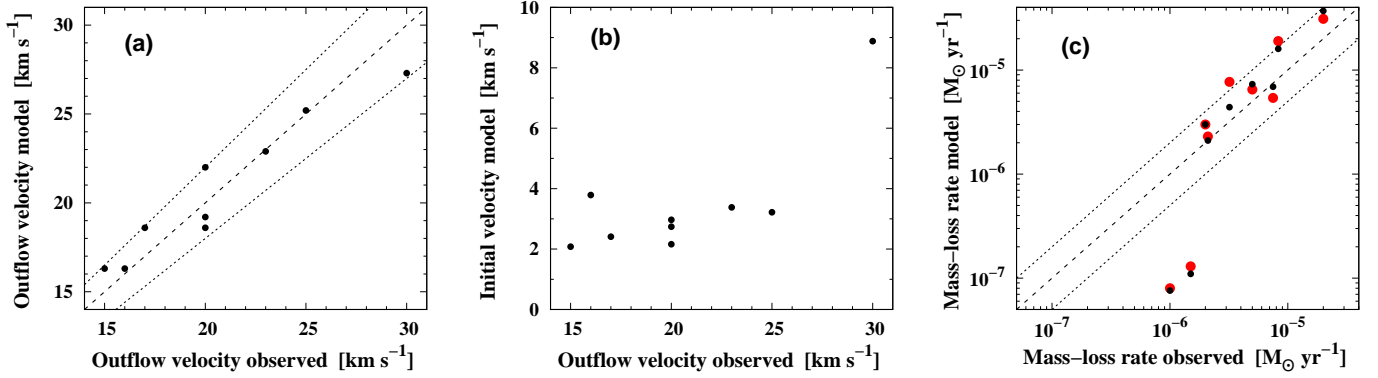 (a)
Outflow velocity model [km s⁻¹]
30
25
20
15
15 20 25 30
Outflow velocity observed [km s⁻¹]
(b)
Initial velocity model [km s⁻¹]
10
8
6
4
2
0
15 20 25 30
Outflow velocity observed [km s⁻¹]
(c)
Mass−loss rate model [M⊙ yr⁻¹]
10⁻⁵
10⁻⁶
10⁻⁷
10⁻⁷ 10⁻⁶ 10⁻⁵
Mass−loss rate observed [M⊙ yr⁻¹]